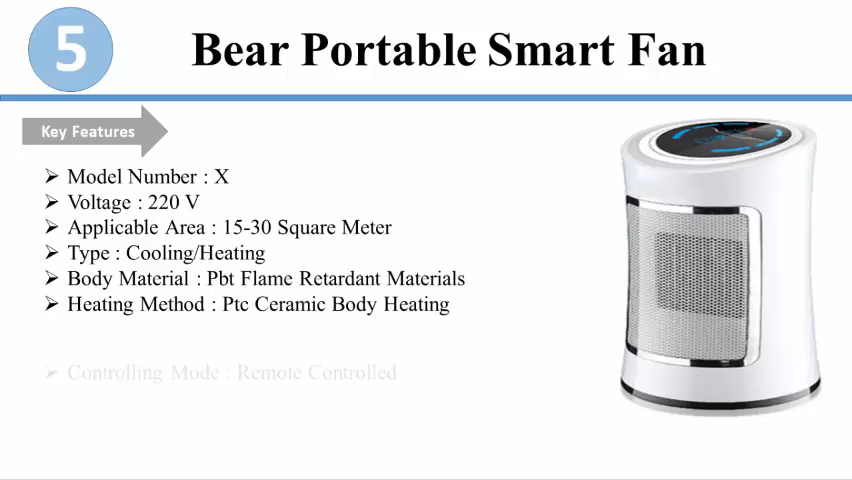 5
Bear Portable Smart Fan
Key Features
➢ Model Number : X
➢ Voltage : 220 V
➢ Applicable Area : 15-30 Square Meter
➢ Type : Cooling/Heating
➢ Body Material : Pbt Flame Retardant Materials
➢ Heating Method : Ptc Ceramic Body Heating
➢ Controlling Mode : Remote Controlled